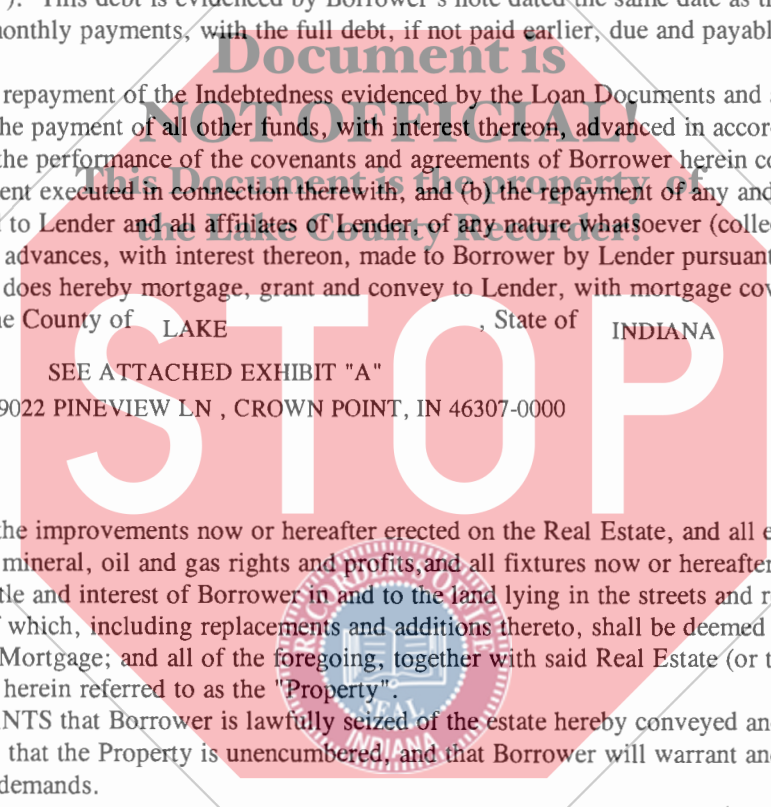 ). This debt is evidenced by Borrower's note dated the same date as
monthly payments, with the full debt, if not paid earlier, due and payabl
Document is
repayment of the Indebtedness evidenced by the Loan Documents and
NOT OFFICIAL!
he payment of all other funds, with interest thereon, advanced in accor
the performance of the covenants and agreements of Borrower herein co
This Document is the property of
ent executed in connection therewith, and (b) the repayment of any and
the Lake County Recorder!
to Lender and all affiliates of Lender, of any nature whatsoever (colle
advances, with interest thereon, made to Borrower by Lender pursuant
does hereby mortgage, grant and convey to Lender, with mortgage cov
e County of LAKE , State of INDIANA
SEE ATTACHED EXHIBIT "A"
9022 PINEVIEW LN , CROWN POINT, IN 46307-0000
STOP
the improvements now or hereafter erected on the Real Estate, and all e
mineral, oil and gas rights and profits,and all fixtures now or hereafter
tle and interest of Borrower in and to the land lying in the streets and r
f which, including replacements and additions thereto, shall be deemed
Mortgage; and all of the foregoing, together with said Real Estate (or t
herein referred to as the "Property".
NTS that Borrower is lawfully seized of the estate hereby conveyed an
that the Property is unencumbered, and that Borrower will warrant an
demands.
RECORDER'S OFFICE
SEAL
INDIANA